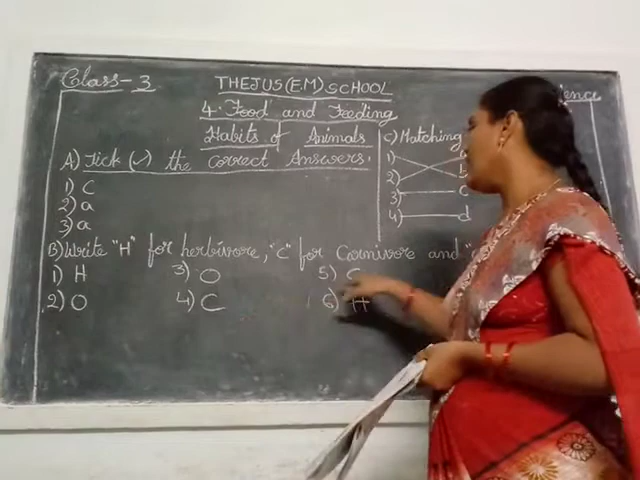 Class - 3
THEJUS(E.M) SCHOOL
ience
4. Food and Feeding
Habits of Animals
A) Tick (✓) the Correct Answers.
1) C
2) a
3) a
B) Write "H" for herbivore, "C" for Carnivore and "
1) H
2) O
3) O
4) C
5) C
6) H
C) Matching
1)
2)
3) C
4) d